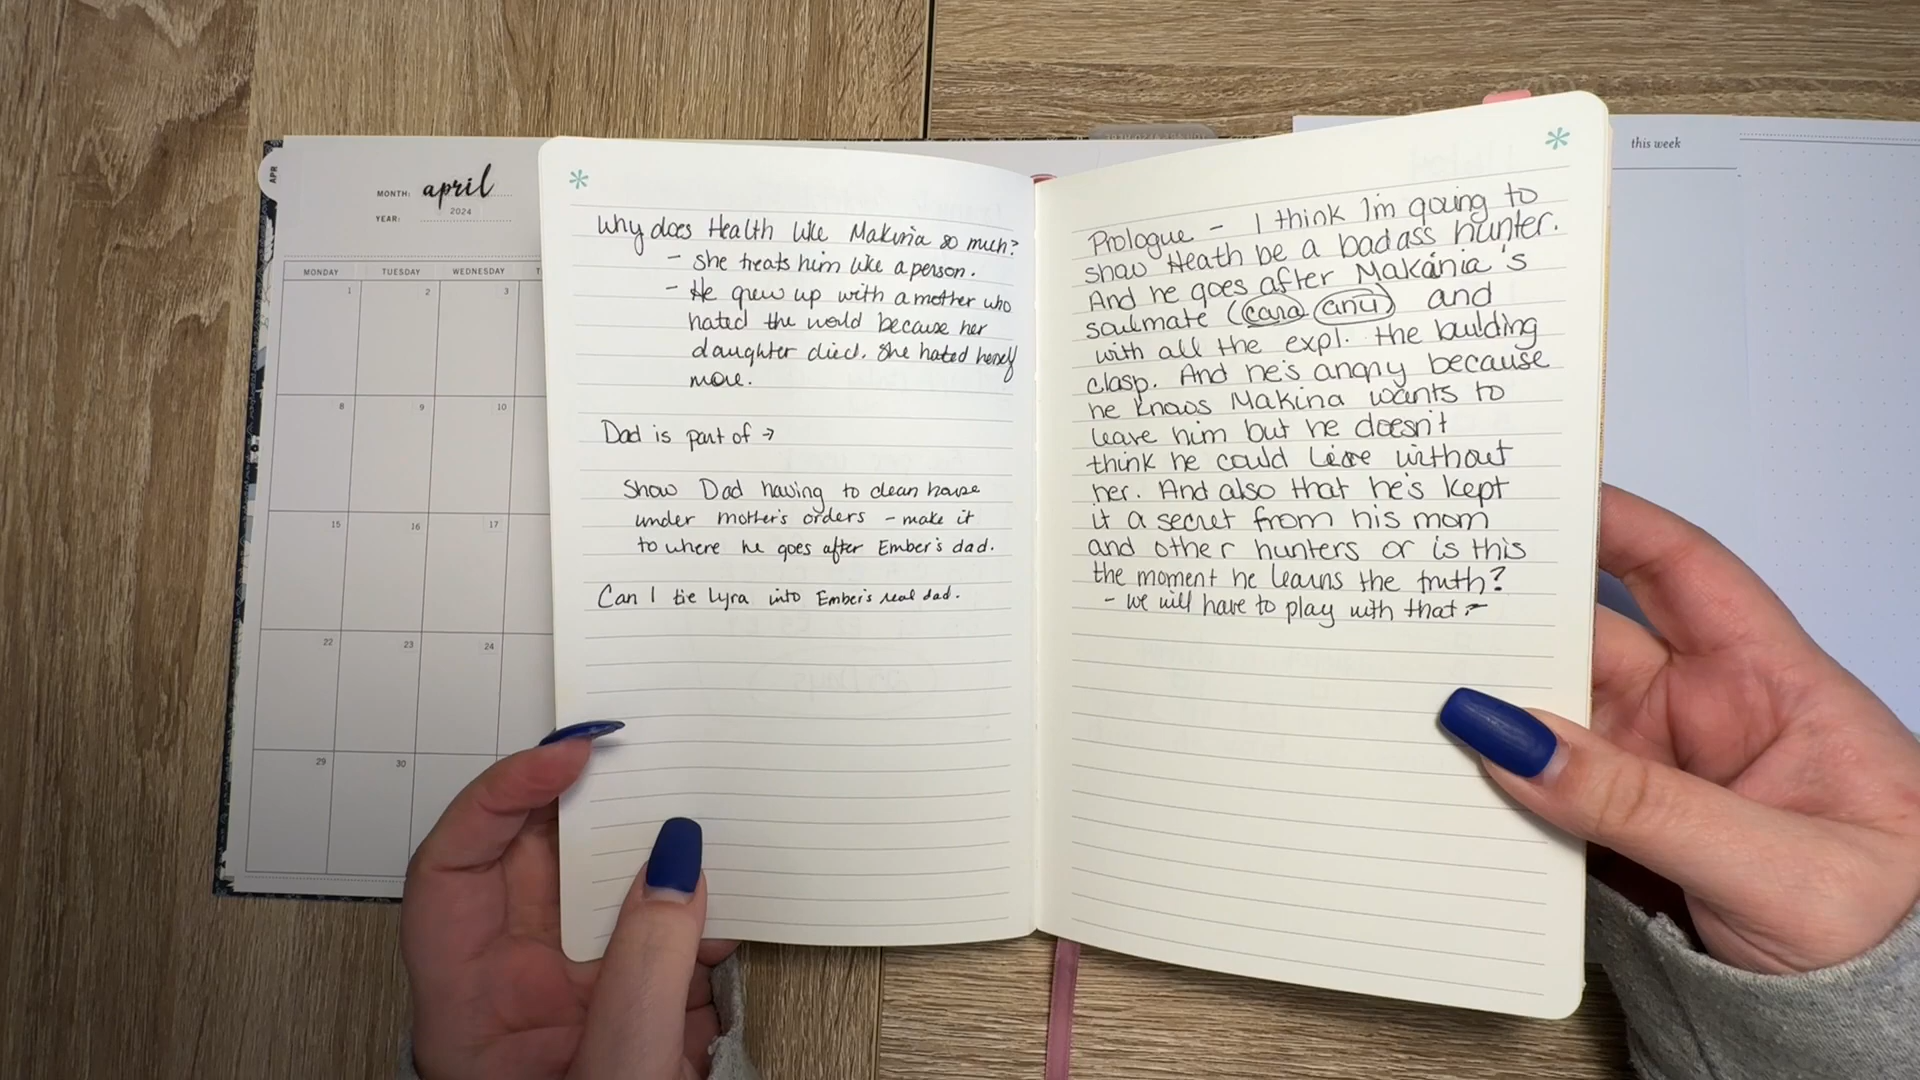 APR
MONTH: april
YEAR: 2024
MONDAY TUESDAY WEDNESDAY T
1 2 3
8 9 10
15 16 17
22 23 24
29 30
Why does Health like Makinia so much?
- She treats him like a person.
- He grew up with a mother who
hated the world because her
daughter died. She hated herself
more.
Dad is part of →
Show Dad having to clean house
under mother's orders - make it
to where he goes after Ember's dad.
Can I tie Lyra into Ember's real dad.
Prologue - I think Im going to
show Heath be a badass hunter.
And he goes after Makánia's
soulmate (cara anu) and
with all the expl. the building
clasp. And he's angry because
he knows Makina wants to
leave him but he doesn't
think he could live without
her. And also that he's kept
it a secret from his mom
and other hunters or is this
the moment he learns the truth?
- we will have to play with that -
this week